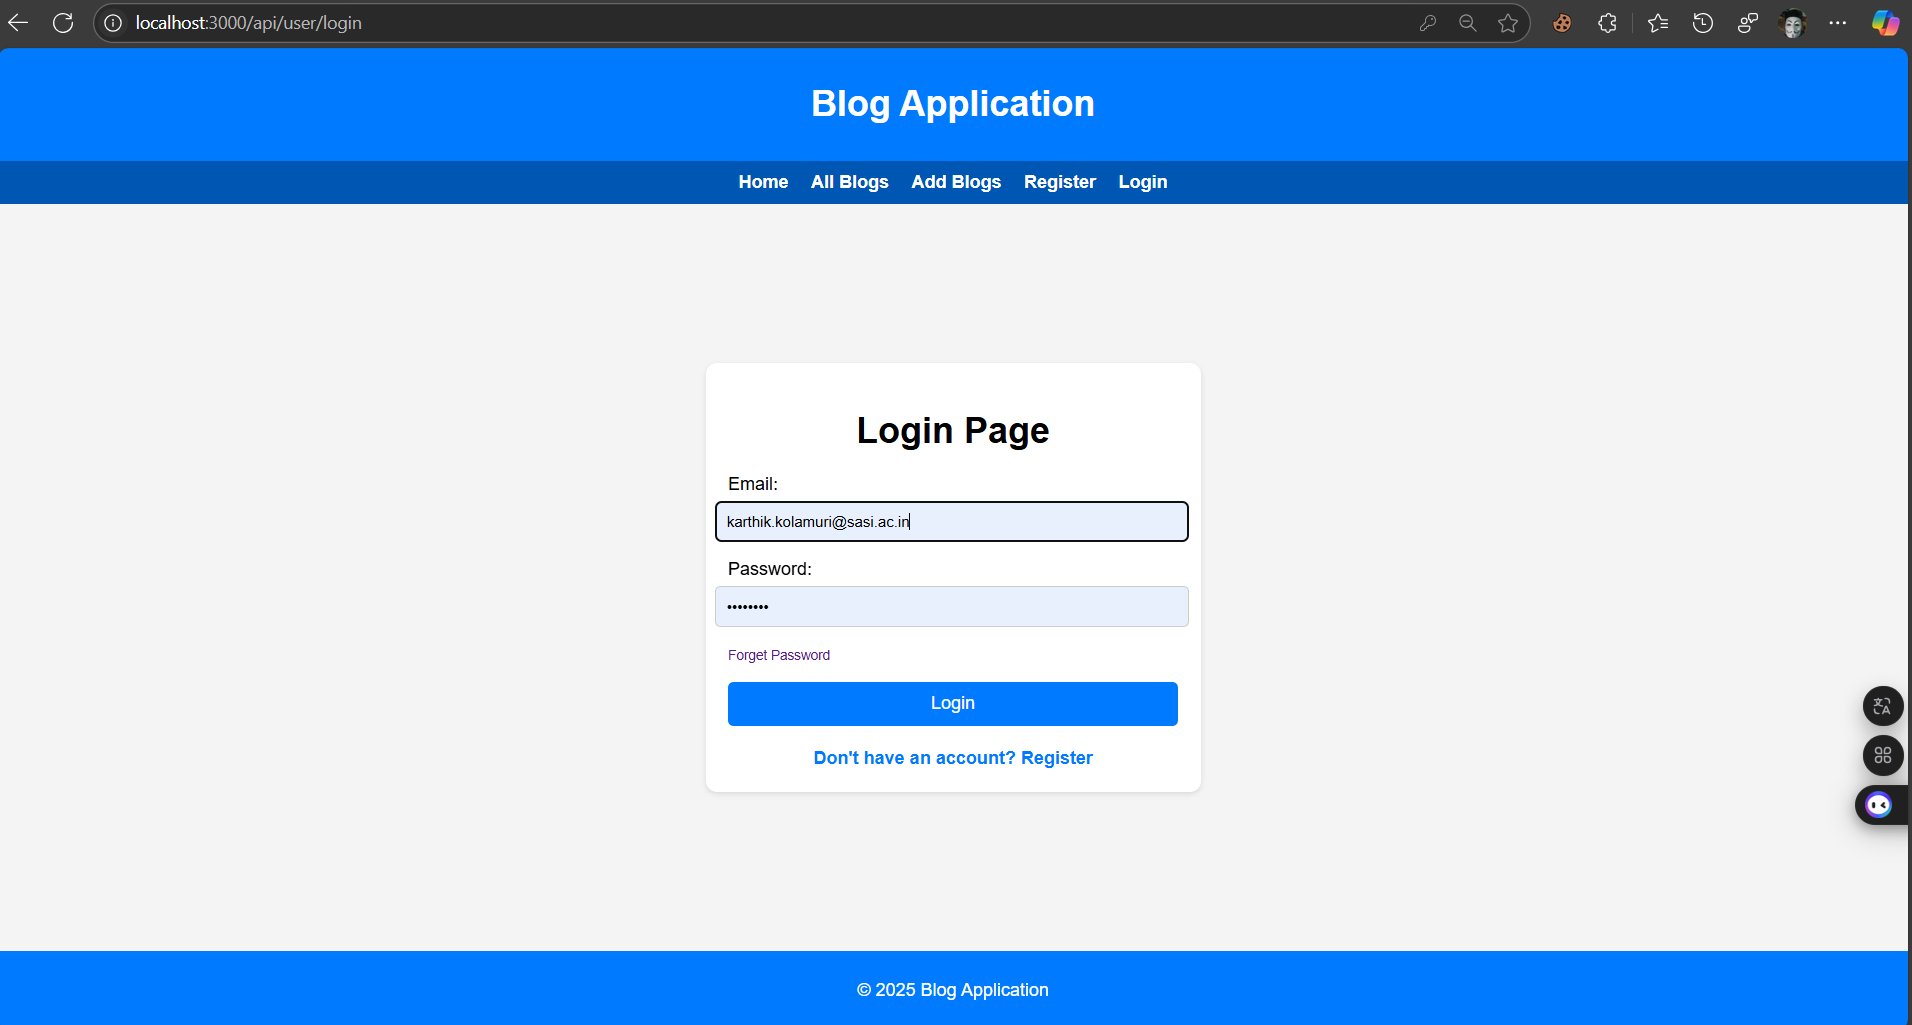 localhost:3000/api/user/login
Blog Application
Home All Blogs Add Blogs Register Login
Login Page
Email:
karthik.kolamuri@sasi.ac.in
Password:
••••••••
Forget Password
Login
Don't have an account? Register
© 2025 Blog Application